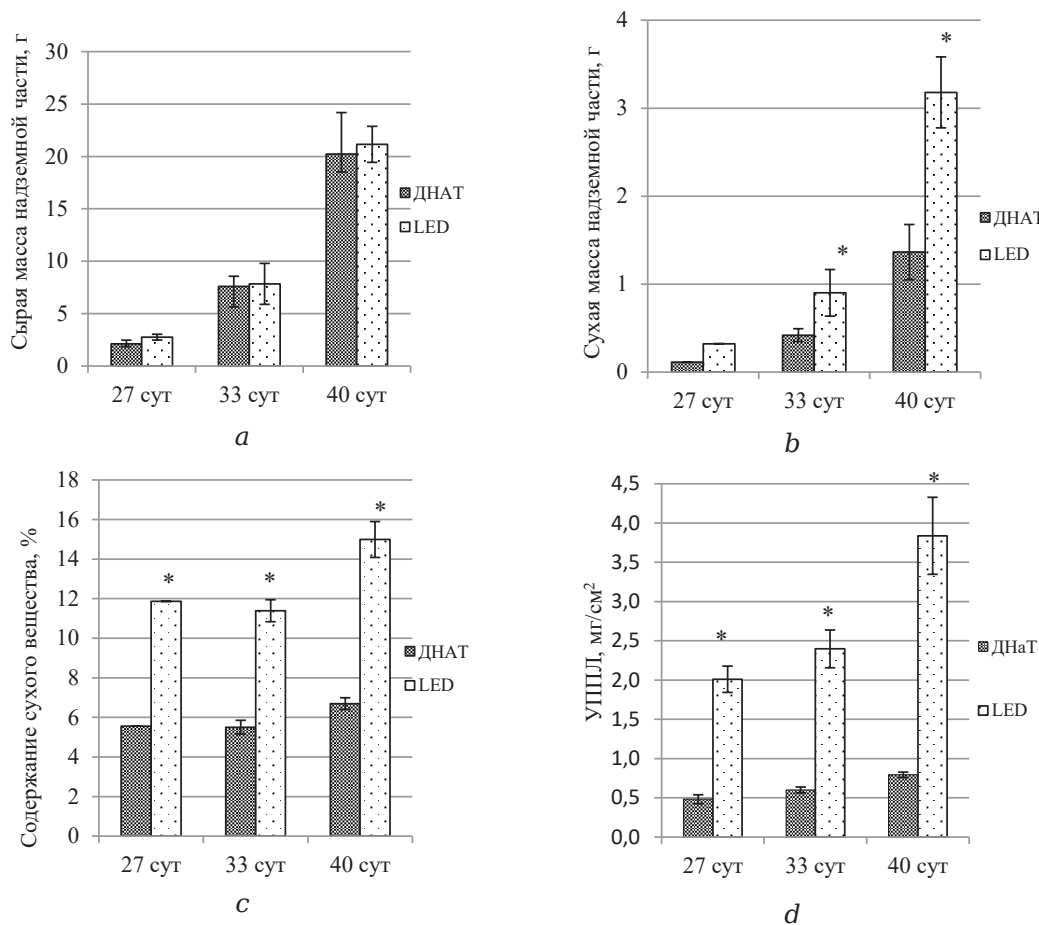 Сырая масса надземной части, г
30
25
20
15
10
5
0
27 сут 33 сут 40 сут
ДНАТ
LED
a
Сухая масса надземной части, г
4
3
2
1
0
*
*
27 сут 33 сут 40 сут
ДНАТ
LED
b
Содержание сухого вещества, %
18
16
14
12
10
8
6
4
2
0
*
*
*
27 сут 33 сут 40 сут
ДНАТ
LED
c
УППЛ, мг/см²
4,5
4,0
3,5
3,0
2,5
2,0
1,5
1,0
0,5
0,0
*
*
*
27 сут 33 сут 40 сут
ДНаТ
LED
d